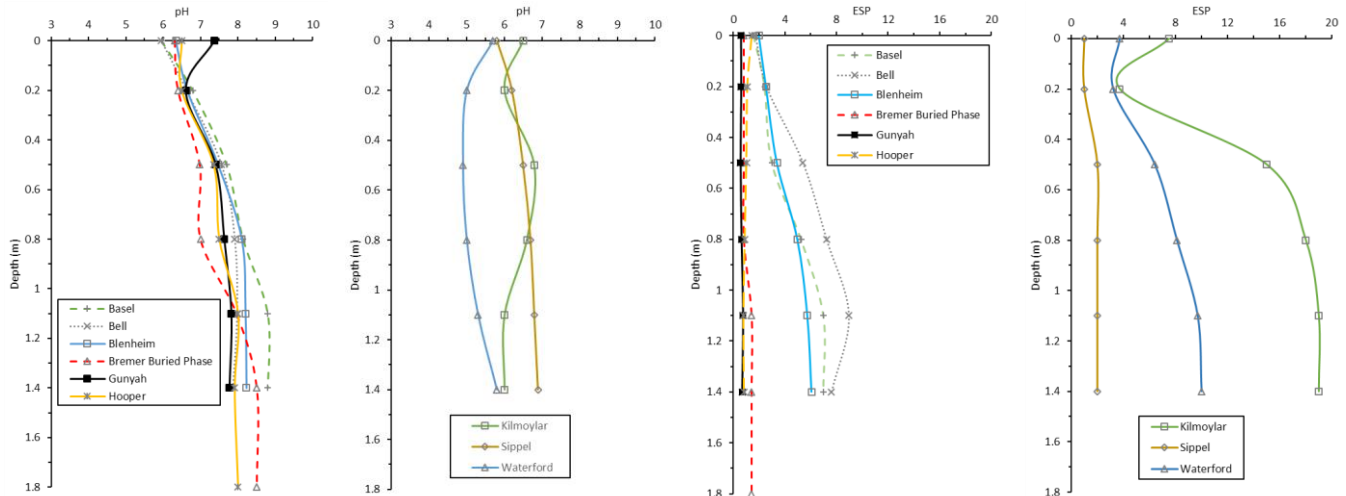 pH
3 4 5 6 7 8 9 10
0
0.2
0.4
0.6
0.8
1
1.2
1.4
1.6
1.8
Depth (m)
Basel
Bell
Blenheim
Bremer Buried Phase
Gunyah
Hooper
pH
3 4 5 6 7 8 9 10
0
0.2
0.4
0.6
0.8
1
1.2
1.4
1.6
1.8
Depth (m)
Kilmoylar
Sippel
Waterford
ESP
0 4 8 12 16 20
0
0.2
0.4
0.6
0.8
1
1.2
1.4
1.6
1.8
Depth (m)
Basel
Bell
Blenheim
Bremer Buried Phase
Gunyah
Hooper
ESP
0 4 8 12 16 20
0
0.2
0.4
0.6
0.8
1
1.2
1.4
1.6
1.8
Depth (m)
Kilmoylar
Sippel
Waterford